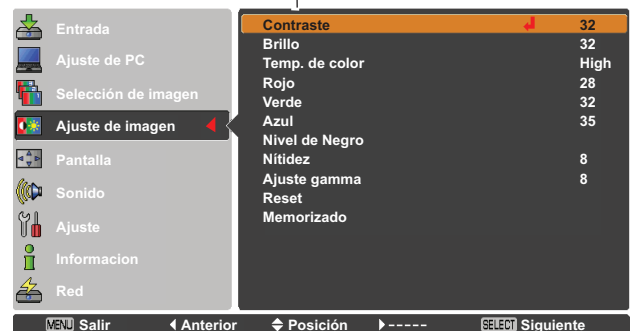 Entrada
Ajuste de PC
Selección de imagen
Ajuste de imagen
Pantalla
Sonido
Ajuste
Informacion
Red
Contraste 32
Brillo 32
Temp. de color High
Rojo 28
Verde 32
Azul 35
Nivel de Negro
Nítidez 8
Ajuste gamma 8
Reset
Memorizado
MENU Salir Anterior Posición ----- SELECT Siguiente